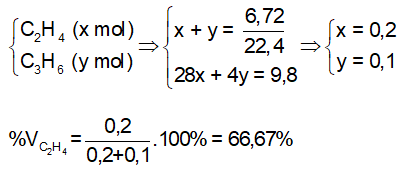 {C₂H₄ (x mol) C₃H₆ (y mol) ⇒ {x + y = 6,72/22,4 28x + 4y = 9,8 ⇒ {x = 0,2 y = 0,1
%V_C₂H₄ = 0,2/(0,2+0,1) .100% = 66,67%